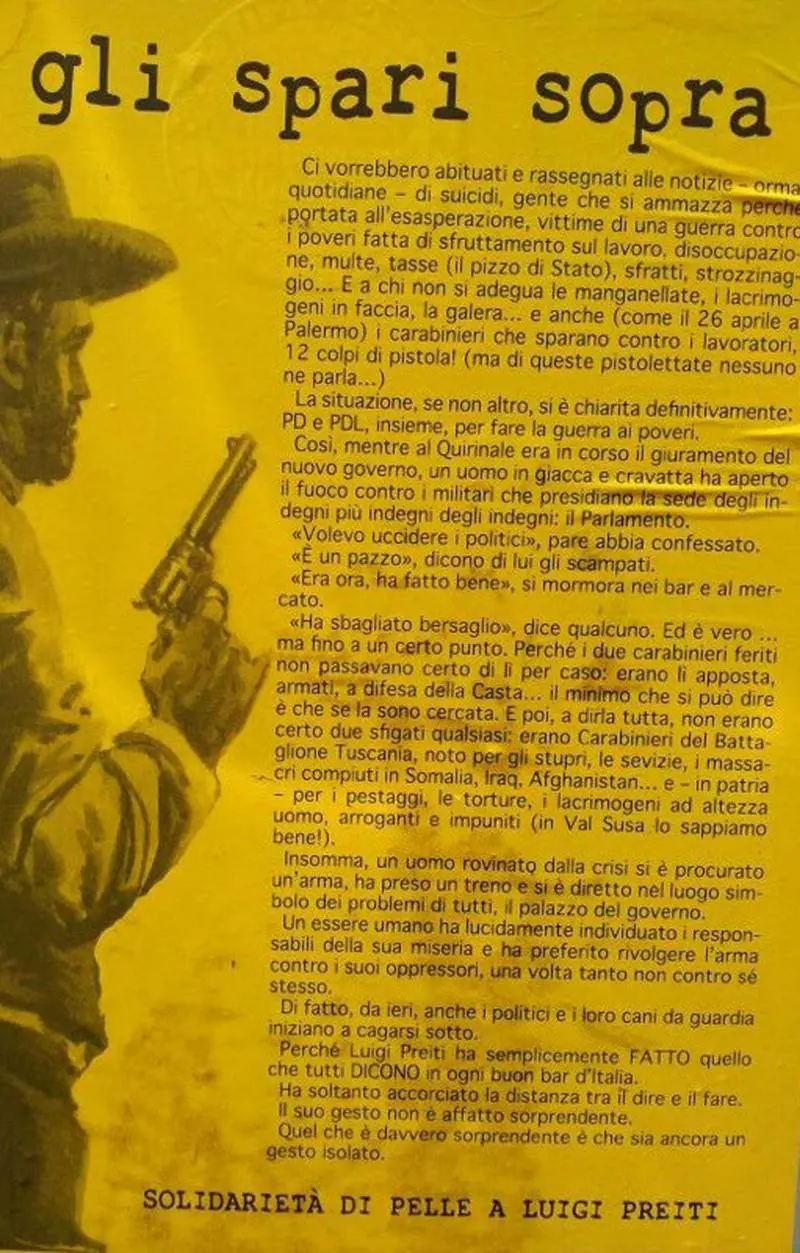 gli spari sopra
Ci vorrebbero abituati e rassegnati alle notizie - orma
quotidiane - di suicidi, gente che si ammazza perché
portata all'esasperazione, vittime di una guerra contro
i poveri fatta di sfruttamento sul lavoro, disoccupazio-
ne, multe, tasse (il pizzo di Stato), sfratti, strozzinag-
gio... E a chi non si adegua le manganellate, i lacrimo-
geni in faccia, la galera... e anche (come il 26 aprile a
Palermo) i carabinieri che sparano contro i lavoratori,
12 colpi di pistola! (ma di queste pistolettate nessuno
ne parla...)
La situazione, se non altro, si è chiarita definitivamente:
PD e PDL, insieme, per fare la guerra ai poveri.
Così, mentre al Quirinale era in corso il giuramento del
nuovo governo, un uomo in giacca e cravatta ha aperto
il fuoco contro i militari che presidiano la sede degli in-
degni più indegni degli indegni: il Parlamento.
«Volevo uccidere i politici», pare abbia confessato.
«È un pazzo», dicono di lui gli scampati.
«Era ora, ha fatto bene», si mormora nei bar e al mer-
cato.
«Ha sbagliato bersaglio», dice qualcuno. Ed è vero ...
ma fino a un certo punto. Perché i due carabinieri feriti
non passavano certo di lì per caso: erano lì apposta,
armati, a difesa della Casta... il minimo che si può dire
è che se la sono cercata. E poi, a dirla tutta, non erano
certo due sfigati qualsiasi: erano Carabinieri del Batta-
glione Tuscania, noto per gli stupri, le sevizie, i massa-
cri compiuti in Somalia, Iraq, Afghanistan... e - in patria
- per i pestaggi, le torture, i lacrimogeni ad altezza
uomo, arroganti e impuniti (in Val Susa lo sappiamo
bene!).
Insomma, un uomo rovinato dalla crisi si è procurato
un'arma, ha preso un treno e si è diretto nel luogo sim-
bolo dei problemi di tutti, il palazzo del governo.
Un essere umano ha lucidamente individuato i respon-
sabili della sua miseria e ha preferito rivolgere l'arma
contro i suoi oppressori, una volta tanto non contro sé
stesso.
Di fatto, da ieri, anche i politici e i loro cani da guardia
iniziano a cagarsi sotto.
Perché Luigi Preiti ha semplicemente FATTO quello
che tutti DICONO in ogni buon bar d'Italia.
Ha soltanto accorciato la distanza tra il dire e il fare.
Il suo gesto non è affatto sorprendente.
Quel che è davvero sorprendente è che sia ancora un
gesto isolato.
SOLIDARIETÀ DI PELLE A LUIGI PREITI